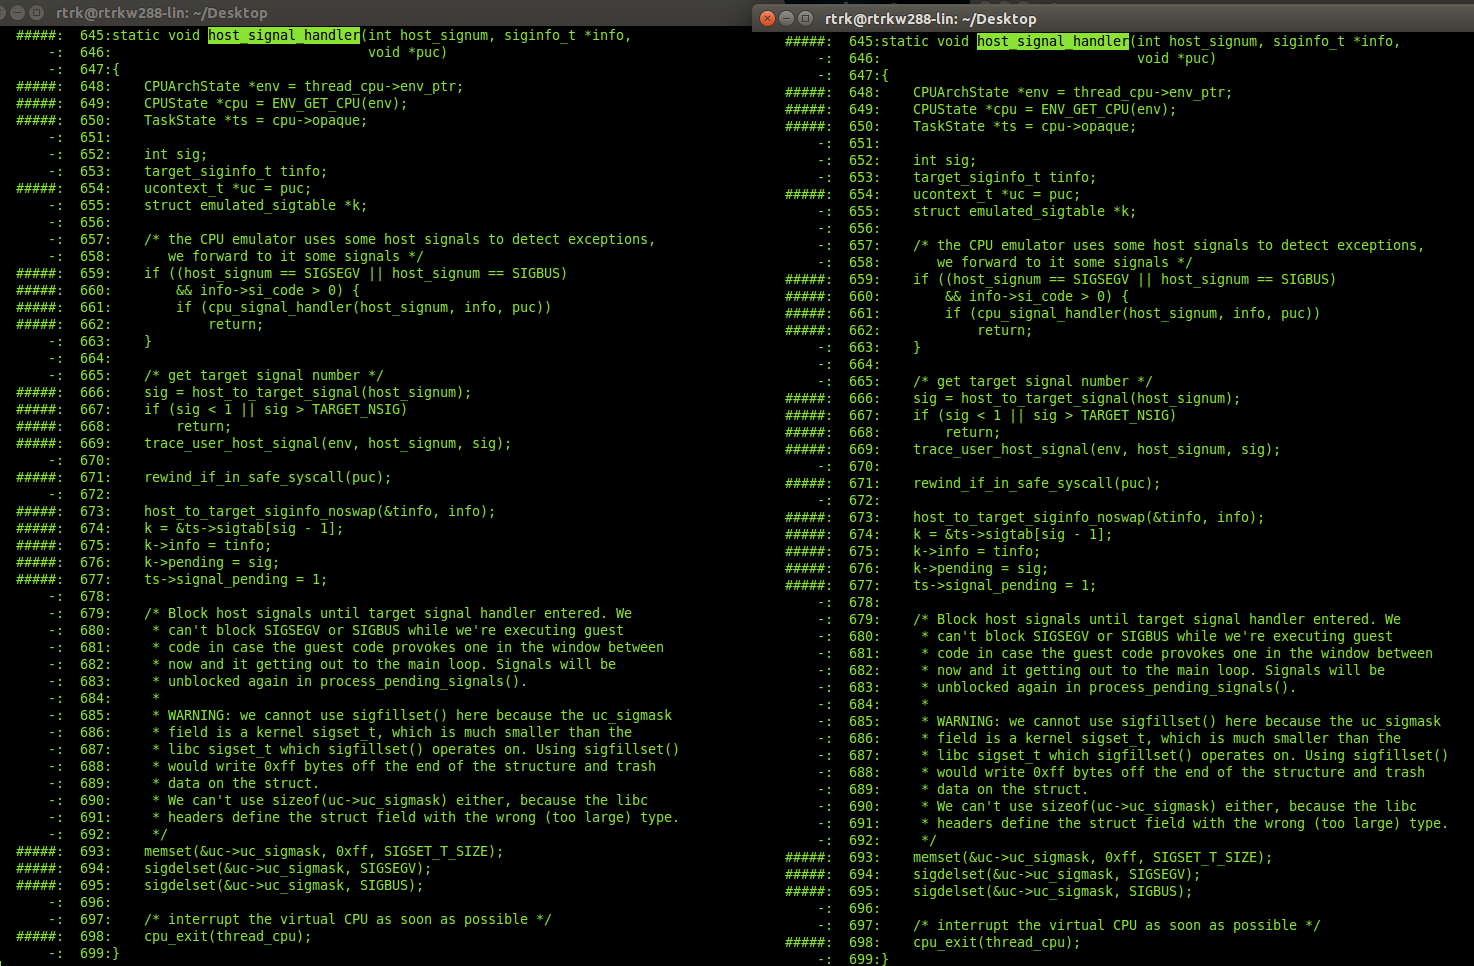 rtrk@rtrkw288-lin: ~/Desktop
#####:  645:static void host_signal_handler(int host_signum, siginfo_t *info,
    -:  646:                                void *puc)
    -:  647:{
#####:  648:    CPUArchState *env = thread_cpu->env_ptr;
#####:  649:    CPUState *cpu = ENV_GET_CPU(env);
#####:  650:    TaskState *ts = cpu->opaque;
    -:  651:
    -:  652:    int sig;
    -:  653:    target_siginfo_t tinfo;
#####:  654:    ucontext_t *uc = puc;
    -:  655:    struct emulated_sigtable *k;
    -:  656:
    -:  657:    /* the CPU emulator uses some host signals to detect exceptions,
    -:  658:       we forward to it some signals */
#####:  659:    if ((host_signum == SIGSEGV || host_signum == SIGBUS)
#####:  660:        && info->si_code > 0) {
#####:  661:        if (cpu_signal_handler(host_signum, info, puc))
#####:  662:            return;
    -:  663:    }
    -:  664:
    -:  665:    /* get target signal number */
#####:  666:    sig = host_to_target_signal(host_signum);
#####:  667:    if (sig < 1 || sig > TARGET_NSIG)
#####:  668:        return;
#####:  669:    trace_user_host_signal(env, host_signum, sig);
    -:  670:
#####:  671:    rewind_if_in_safe_syscall(puc);
    -:  672:
#####:  673:    host_to_target_siginfo_noswap(&tinfo, info);
#####:  674:    k = &ts->sigtab[sig - 1];
#####:  675:    k->info = tinfo;
#####:  676:    k->pending = sig;
#####:  677:    ts->signal_pending = 1;
    -:  678:
    -:  679:    /* Block host signals until target signal handler entered. We
    -:  680:     * can't block SIGSEGV or SIGBUS while we're executing guest
    -:  681:     * code in case the guest code provokes one in the window between
    -:  682:     * now and it getting out to the main loop. Signals will be
    -:  683:     * unblocked again in process_pending_signals().
    -:  684:     *
    -:  685:     * WARNING: we cannot use sigfillset() here because the uc_sigmask
    -:  686:     * field is a kernel sigset_t, which is much smaller than the
    -:  687:     * libc sigset_t which sigfillset() operates on. Using sigfillset()
    -:  688:     * would write 0xff bytes off the end of the structure and trash
    -:  689:     * data on the struct.
    -:  690:     * We can't use sizeof(uc->uc_sigmask) either, because the libc
    -:  691:     * headers define the struct field with the wrong (too large) type.
    -:  692:     */
#####:  693:    memset(&uc->uc_sigmask, 0xff, SIGSET_T_SIZE);
#####:  694:    sigdelset(&uc->uc_sigmask, SIGSEGV);
#####:  695:    sigdelset(&uc->uc_sigmask, SIGBUS);
    -:  696:
    -:  697:    /* interrupt the virtual CPU as soon as possible */
#####:  698:    cpu_exit(thread_cpu);
    -:  699:}
rtrk@rtrkw288-lin: ~/Desktop
#####:  645:static void host_signal_handler(int host_signum, siginfo_t *info,
    -:  646:                                void *puc)
    -:  647:{
#####:  648:    CPUArchState *env = thread_cpu->env_ptr;
#####:  649:    CPUState *cpu = ENV_GET_CPU(env);
#####:  650:    TaskState *ts = cpu->opaque;
    -:  651:
    -:  652:    int sig;
    -:  653:    target_siginfo_t tinfo;
#####:  654:    ucontext_t *uc = puc;
    -:  655:    struct emulated_sigtable *k;
    -:  656:
    -:  657:    /* the CPU emulator uses some host signals to detect exceptions,
    -:  658:       we forward to it some signals */
#####:  659:    if ((host_signum == SIGSEGV || host_signum == SIGBUS)
#####:  660:        && info->si_code > 0) {
#####:  661:        if (cpu_signal_handler(host_signum, info, puc))
#####:  662:            return;
    -:  663:    }
    -:  664:
    -:  665:    /* get target signal number */
#####:  666:    sig = host_to_target_signal(host_signum);
#####:  667:    if (sig < 1 || sig > TARGET_NSIG)
#####:  668:        return;
#####:  669:    trace_user_host_signal(env, host_signum, sig);
    -:  670:
#####:  671:    rewind_if_in_safe_syscall(puc);
    -:  672:
#####:  673:    host_to_target_siginfo_noswap(&tinfo, info);
#####:  674:    k = &ts->sigtab[sig - 1];
#####:  675:    k->info = tinfo;
#####:  676:    k->pending = sig;
#####:  677:    ts->signal_pending = 1;
    -:  678:
    -:  679:    /* Block host signals until target signal handler entered. We
    -:  680:     * can't block SIGSEGV or SIGBUS while we're executing guest
    -:  681:     * code in case the guest code provokes one in the window between
    -:  682:     * now and it getting out to the main loop. Signals will be
    -:  683:     * unblocked again in process_pending_signals().
    -:  684:     *
    -:  685:     * WARNING: we cannot use sigfillset() here because the uc_sigmask
    -:  686:     * field is a kernel sigset_t, which is much smaller than the
    -:  687:     * libc sigset_t which sigfillset() operates on. Using sigfillset()
    -:  688:     * would write 0xff bytes off the end of the structure and trash
    -:  689:     * data on the struct.
    -:  690:     * We can't use sizeof(uc->uc_sigmask) either, because the libc
    -:  691:     * headers define the struct field with the wrong (too large) type.
    -:  692:     */
#####:  693:    memset(&uc->uc_sigmask, 0xff, SIGSET_T_SIZE);
#####:  694:    sigdelset(&uc->uc_sigmask, SIGSEGV);
#####:  695:    sigdelset(&uc->uc_sigmask, SIGBUS);
    -:  696:
    -:  697:    /* interrupt the virtual CPU as soon as possible */
#####:  698:    cpu_exit(thread_cpu);
    -:  699:}